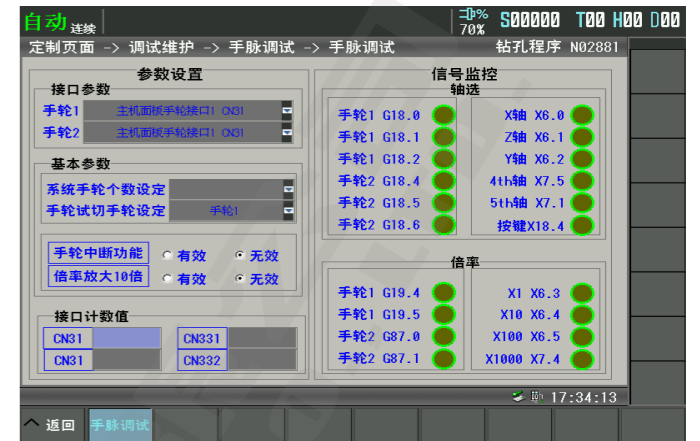 自动 连续 70% S00000 T00 H00 D00
定制页面 -> 调试维护 -> 手脉调试 -> 手脉调试 钻孔程序 N02881
参数设置
接口参数
手轮1 主机面板手轮接口1 CN31
手轮2 主机面板手轮接口1 CN31
基本参数
系统手轮个数设定
手轮试切手轮设定 手轮1
手轮中断功能 有效 无效
倍率放大10倍 有效 无效
接口计数值
CN31 CN331
CN31 CN332
信号监控
轴选
手轮1 G18.0 X轴 X6.0
手轮1 G18.1 Z轴 X6.1
手轮1 G18.2 Y轴 X6.2
手轮2 G18.4 4th轴 X7.5
手轮2 G18.5 5th轴 X7.1
手轮2 G18.6 按键X18.4
倍率
手轮1 G19.4 X1 X6.3
手轮1 G19.5 X10 X6.4
手轮2 G87.0 X100 X6.5
手轮2 G87.1 X1000 X7.4
17:34:13
返回 手脉调试